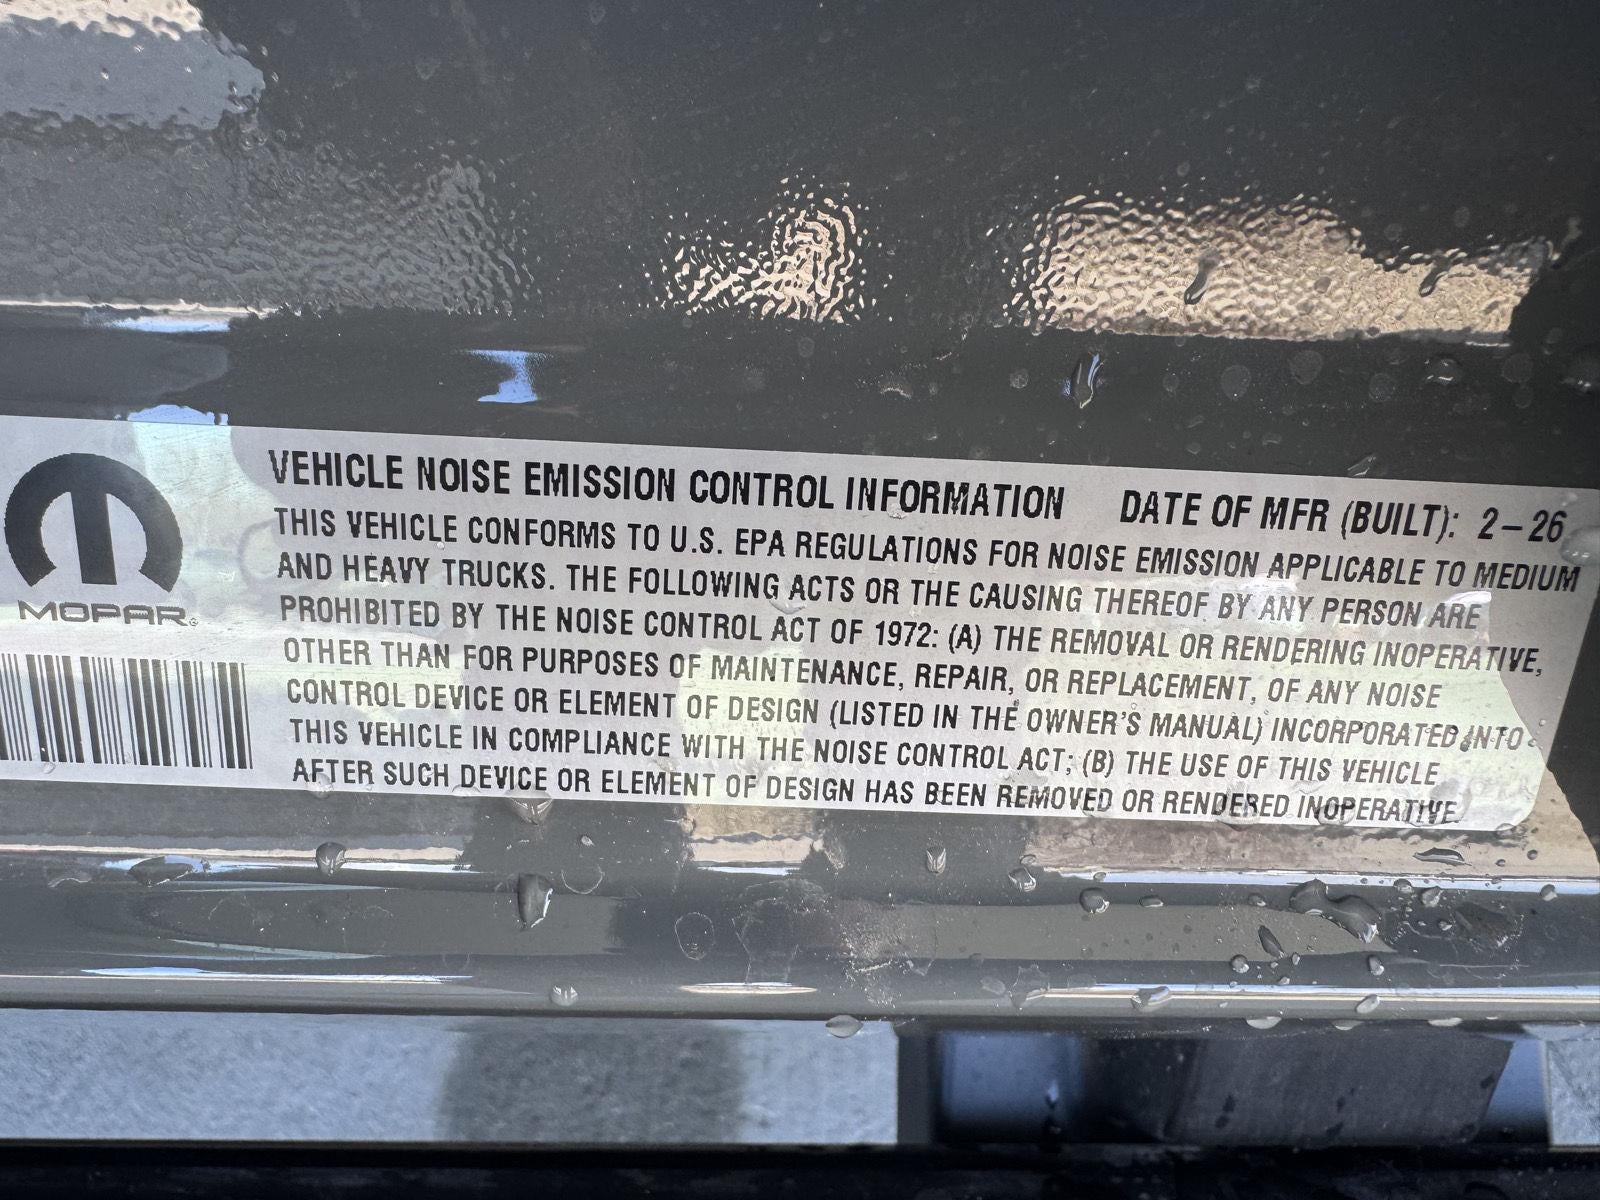 VEHICLE NOISE EMISSION CONTROL INFORMATION DATE OF MFR (BUILT): 2–26
THIS VEHICLE CONFORMS TO U.S. EPA REGULATIONS FOR NOISE EMISSION APPLICABLE TO MEDIUM
AND HEAVY TRUCKS. THE FOLLOWING ACTS OR THE CAUSING THEREOF BY ANY PERSON ARE
PROHIBITED BY THE NOISE CONTROL ACT OF 1972: (A) THE REMOVAL OR RENDERING INOPERATIVE,
OTHER THAN FOR PURPOSES OF MAINTENANCE, REPAIR, OR REPLACEMENT, OF ANY NOISE
CONTROL DEVICE OR ELEMENT OF DESIGN (LISTED IN THE OWNER'S MANUAL) INCORPORATED INTO
THIS VEHICLE IN COMPLIANCE WITH THE NOISE CONTROL ACT; (B) THE USE OF THIS VEHICLE
AFTER SUCH DEVICE OR ELEMENT OF DESIGN HAS BEEN REMOVED OR RENDERED INOPERATIVE.
MOPAR®